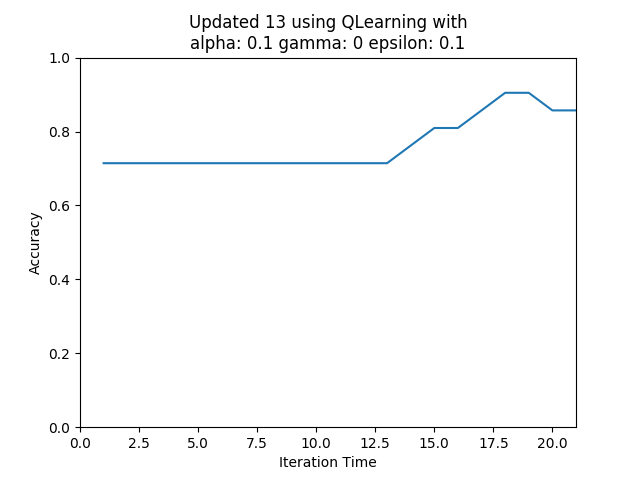 Updated 13 using QLearning with
alpha: 0.1 gamma: 0 epsilon: 0.1
1.0
0.8
0.6
0.4
0.2
0.0
Accuracy
0.0 2.5 5.0 7.5 10.0 12.5 15.0 17.5 20.0
Iteration Time